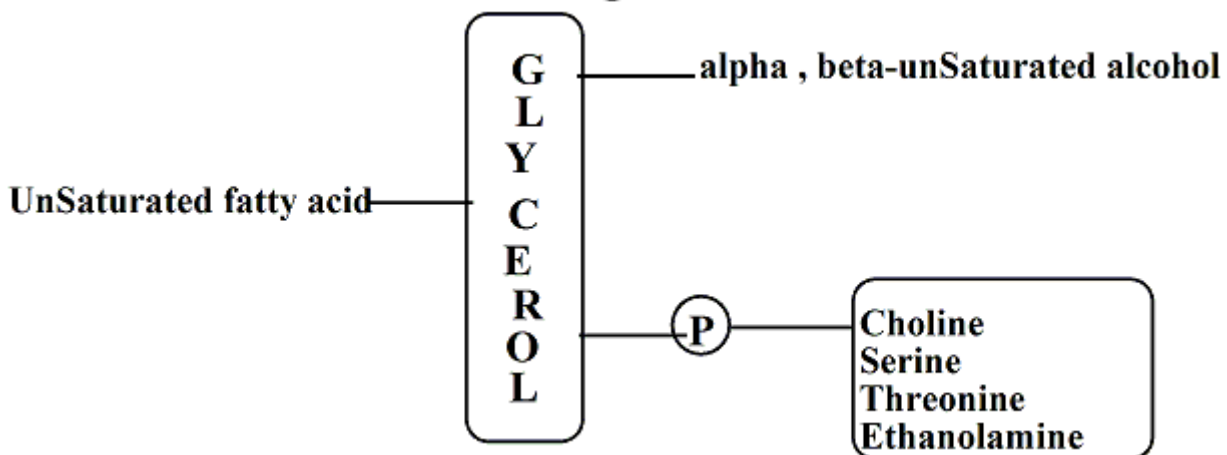 alpha , beta-unSaturated alcohol
G
L
Y
C
E
R
O
L
UnSaturated fatty acid
P
Choline
Serine
Threonine
Ethanolamine